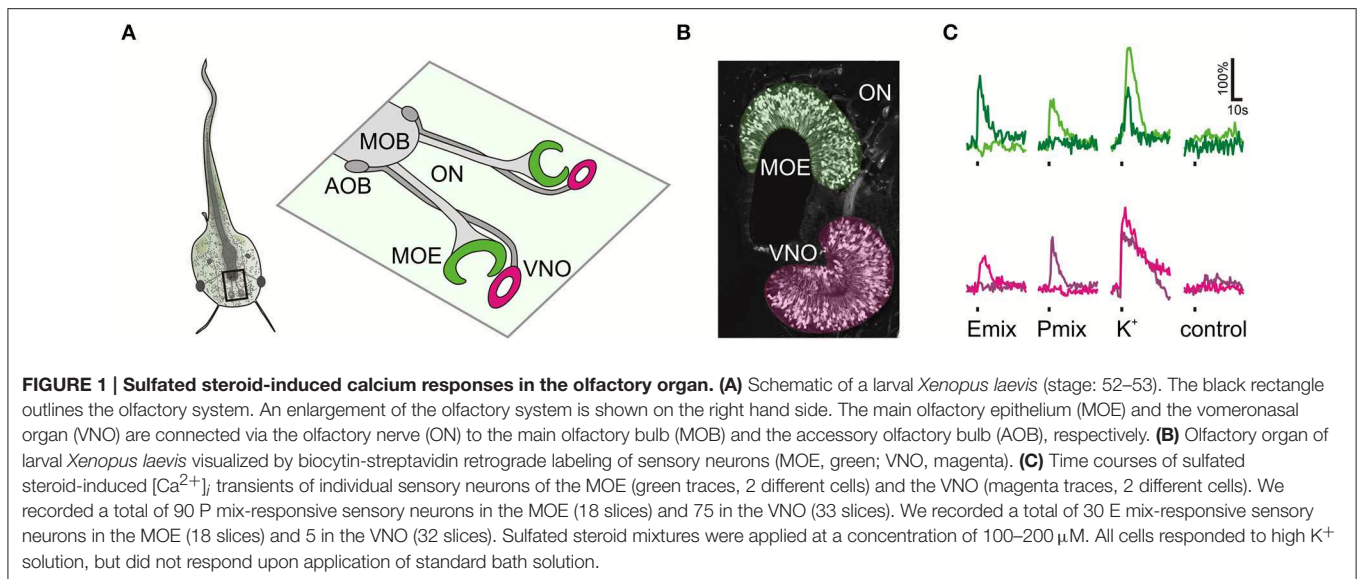 A
B
C
MOB
AOB
ON
MOE
VNO
ON
MOE
VNO
100%
10s
Emix Pmix K⁺ control
FIGURE 1 | Sulfated steroid-induced calcium responses in the olfactory organ. (A) Schematic of a larval Xenopus laevis (stage: 52–53). The black rectangle
outlines the olfactory system. An enlargement of the olfactory system is shown on the right hand side. The main olfactory epithelium (MOE) and the vomeronasal
organ (VNO) are connected via the olfactory nerve (ON) to the main olfactory bulb (MOB) and the accessory olfactory bulb (AOB), respectively. (B) Olfactory organ of
larval Xenopus laevis visualized by biocytin-streptavidin retrograde labeling of sensory neurons (MOE, green; VNO, magenta). (C) Time courses of sulfated
steroid-induced [Ca²⁺]ᵢ transients of individual sensory neurons of the MOE (green traces, 2 different cells) and the VNO (magenta traces, 2 different cells). We
recorded a total of 90 P mix-responsive sensory neurons in the MOE (18 slices) and 75 in the VNO (33 slices). We recorded a total of 30 E mix-responsive sensory
neurons in the MOE (18 slices) and 5 in the VNO (32 slices). Sulfated steroid mixtures were applied at a concentration of 100–200 μM. All cells responded to high K⁺
solution, but did not respond upon application of standard bath solution.